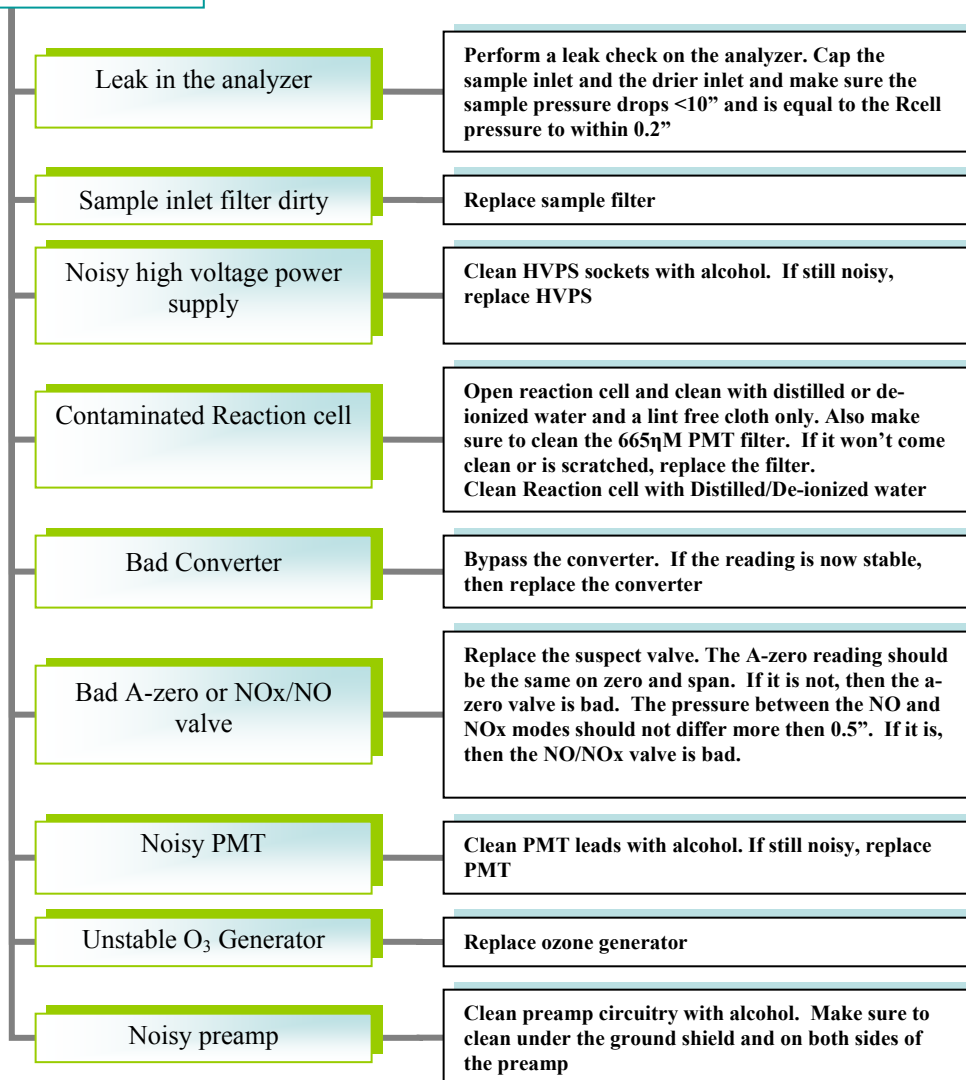 Leak in the analyzer
Perform a leak check on the analyzer. Cap the
sample inlet and the drier inlet and make sure the
sample pressure drops <10” and is equal to the Rcell
pressure to within 0.2”
Sample inlet filter dirty
Replace sample filter
Noisy high voltage power
supply
Clean HVPS sockets with alcohol.  If still noisy,
replace HVPS
Contaminated Reaction cell
Open reaction cell and clean with distilled or de-
ionized water and a lint free cloth only. Also make
sure to clean the 665ηM PMT filter.  If it won’t come
clean or is scratched, replace the filter.
Clean Reaction cell with Distilled/De-ionized water
Bad Converter
Bypass the converter.  If the reading is now stable,
then replace the converter
Bad A-zero or NOx/NO
valve
Replace the suspect valve. The A-zero reading should
be the same on zero and span.  If it is not, then the a-
zero valve is bad.  The pressure between the NO and
NOx modes should not differ more then 0.5”.  If it is,
then the NO/NOx valve is bad.
Noisy PMT
Clean PMT leads with alcohol. If still noisy, replace
PMT
Unstable O₃ Generator
Replace ozone generator
Noisy preamp
Clean preamp circuitry with alcohol.  Make sure to
clean under the ground shield and on both sides of
the preamp